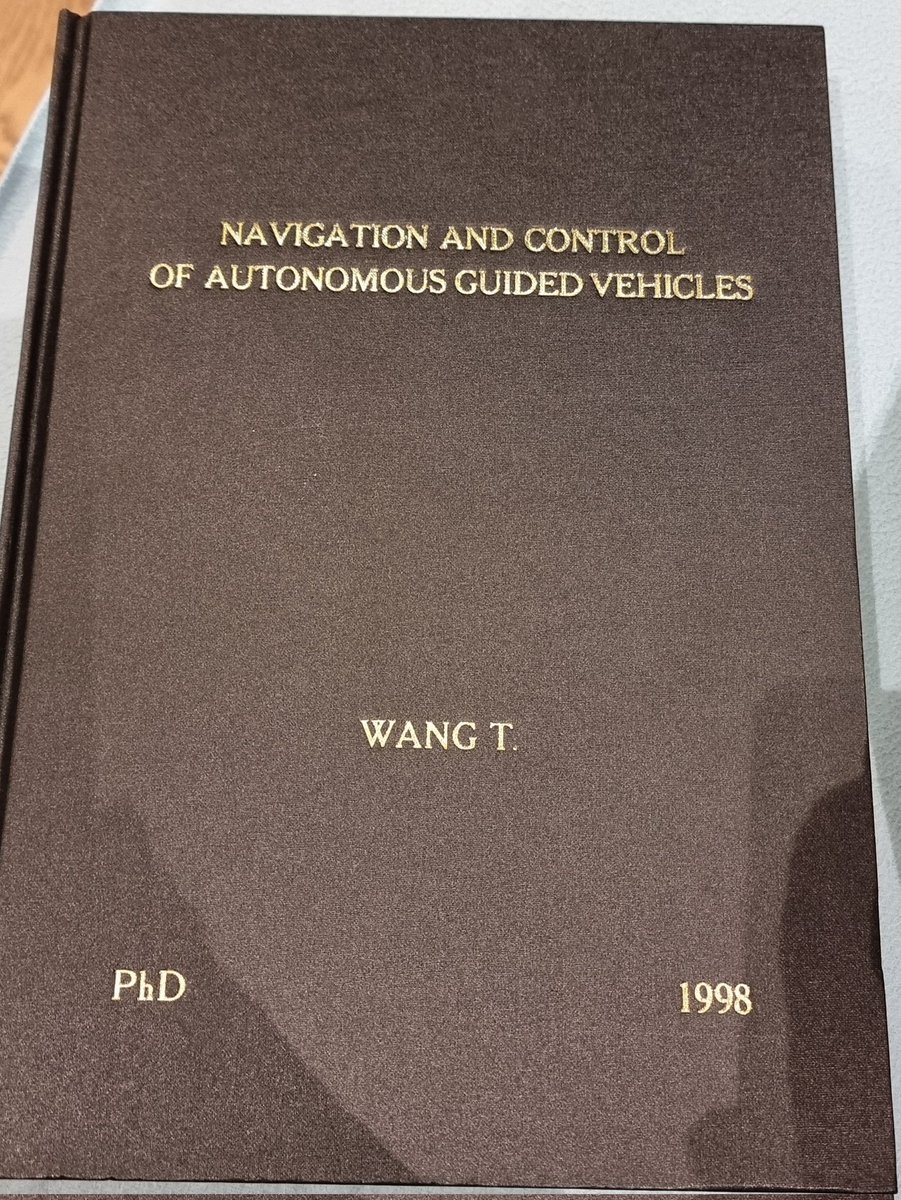 NAVIGATION AND CONTROL
OF AUTONOMOUS GUIDED VEHICLES
WANG T.
PhD 1998